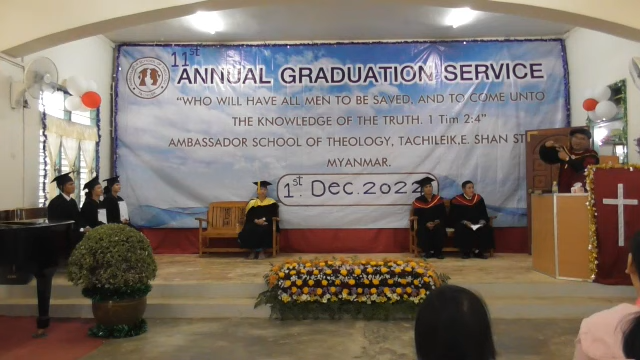 11st
ANNUAL GRADUATION SERVICE
"WHO WILL HAVE ALL MEN TO BE SAVED, AND TO COME UNTO
THE KNOWLEDGE OF THE TRUTH. 1 Tim 2:4"
AMBASSADOR SCHOOL OF THEOLOGY, TACHILEIK,E. SHAN ST
MYANMAR.
1st. Dec. 2022